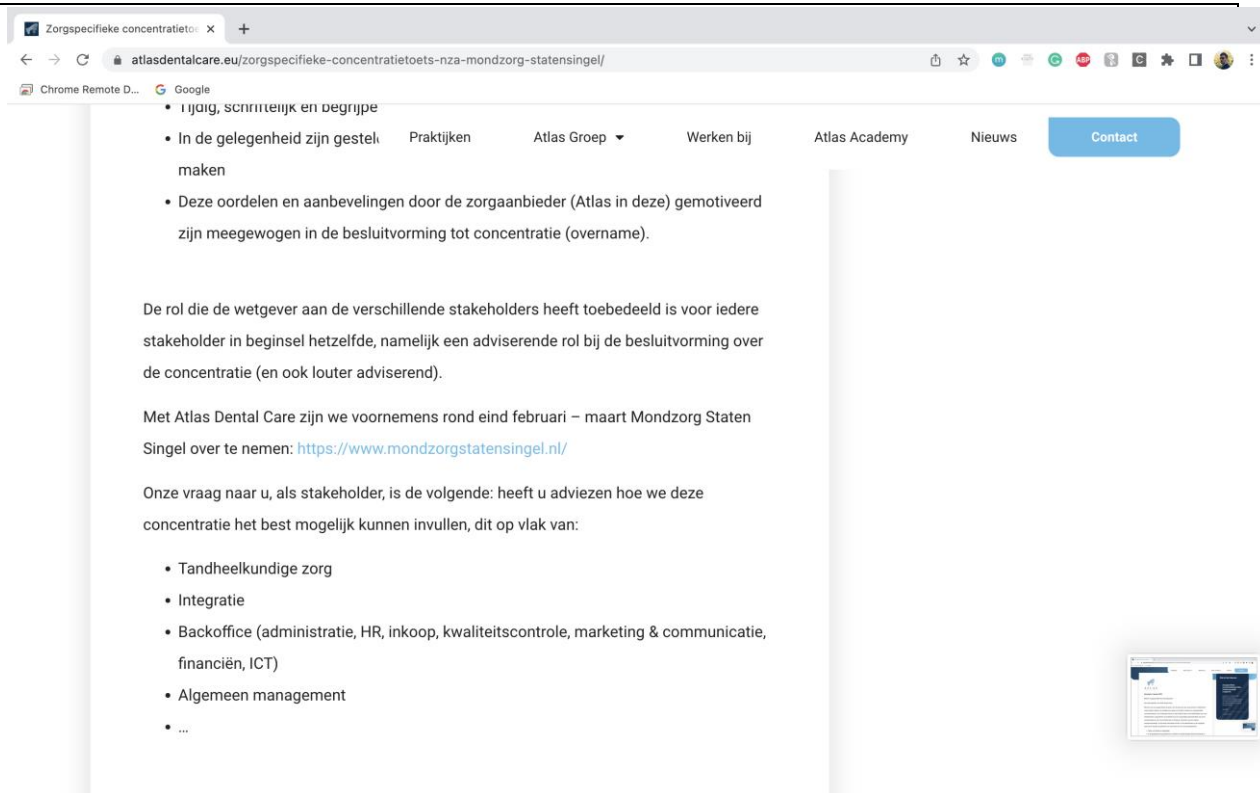 Zorgspecifieke concentratieto
atlasdentalcare.eu/zorgspecifieke-concentratietoets-nza-mondzorg-statensingel/
Chrome Remote D... Google
• Tijdig, schriftelijk en begrijpe
• In de gelegenheid zijn gestel
Praktijken Atlas Groep Werken bij Atlas Academy Nieuws Contact
maken
• Deze oordelen en aanbevelingen door de zorgaanbieder (Atlas in deze) gemotiveerd
zijn meegewogen in de besluitvorming tot concentratie (overname).
De rol die de wetgever aan de verschillende stakeholders heeft toebedeeld is voor iedere
stakeholder in beginsel hetzelfde, namelijk een adviserende rol bij de besluitvorming over
de concentratie (en ook louter adviserend).
Met Atlas Dental Care zijn we voornemens rond eind februari – maart Mondzorg Staten
Singel over te nemen: https://www.mondzorgstatensingel.nl/
Onze vraag naar u, als stakeholder, is de volgende: heeft u adviezen hoe we deze
concentratie het best mogelijk kunnen invullen, dit op vlak van:
• Tandheelkundige zorg
• Integratie
• Backoffice (administratie, HR, inkoop, kwaliteitscontrole, marketing & communicatie,
financiën, ICT)
• Algemeen management
• ...